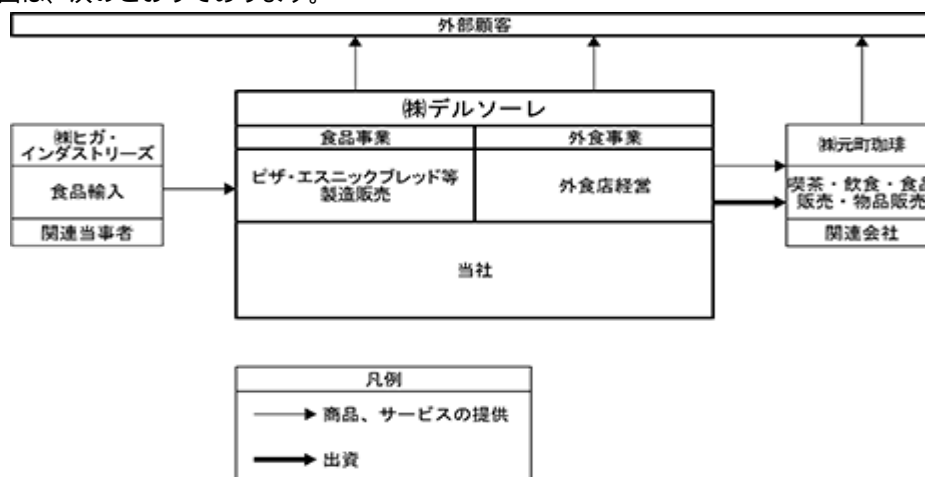 図は、次のとおりであります。
外部顧客
㈱デルソーレ
食品事業
外食事業
ピザ・エスニックブレッド等
製造販売
外食店経営
当社
㈱ヒガ・
インダストリーズ
食品輸入
関連当事者
㈱元町珈琲
喫茶・飲食・食品
販売・物品販売
関連会社
凡例
商品、サービスの提供
出資